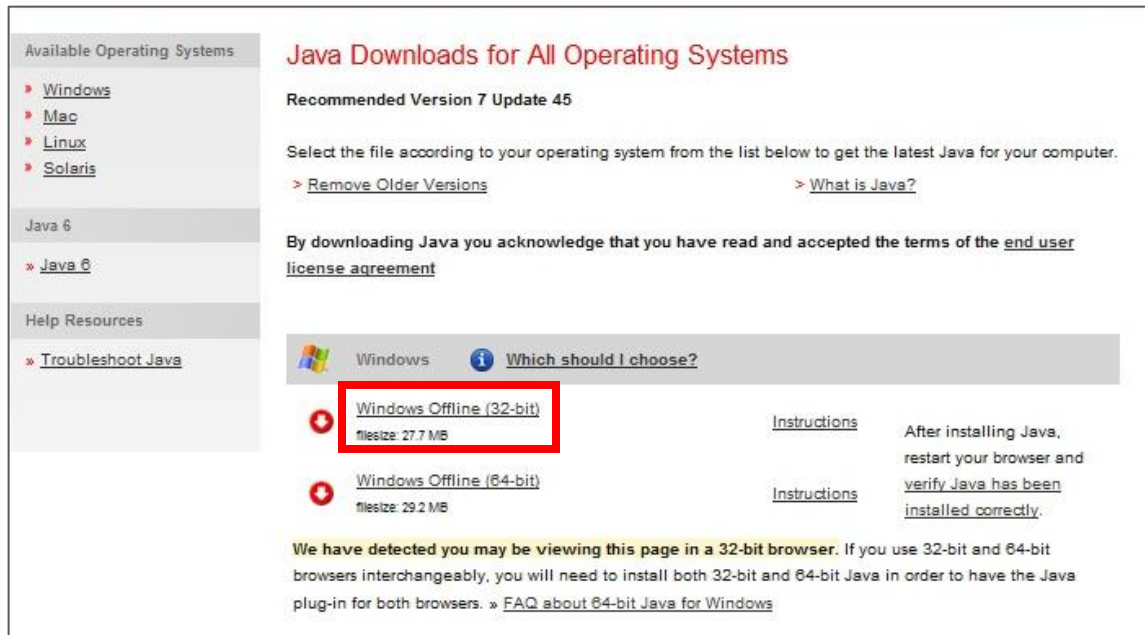 Available Operating Systems
Windows
Mac
Linux
Solaris
Java 6
» Java 6
Help Resources
» Troubleshoot Java
Java Downloads for All Operating Systems
Recommended Version 7 Update 45
Select the file according to your operating system from the list below to get the latest Java for your computer.
> Remove Older Versions > What is Java?
By downloading Java you acknowledge that you have read and accepted the terms of the end user
license agreement
Windows Which should I choose?
Windows Offline (32-bit)
filesize: 27.7 MB
Instructions
Windows Offline (64-bit)
filesize: 29.2 MB
Instructions
After installing Java,
restart your browser and
verify Java has been
installed correctly.
We have detected you may be viewing this page in a 32-bit browser. If you use 32-bit and 64-bit
browsers interchangeably, you will need to install both 32-bit and 64-bit Java in order to have the Java
plug-in for both browsers. » FAQ about 64-bit Java for Windows